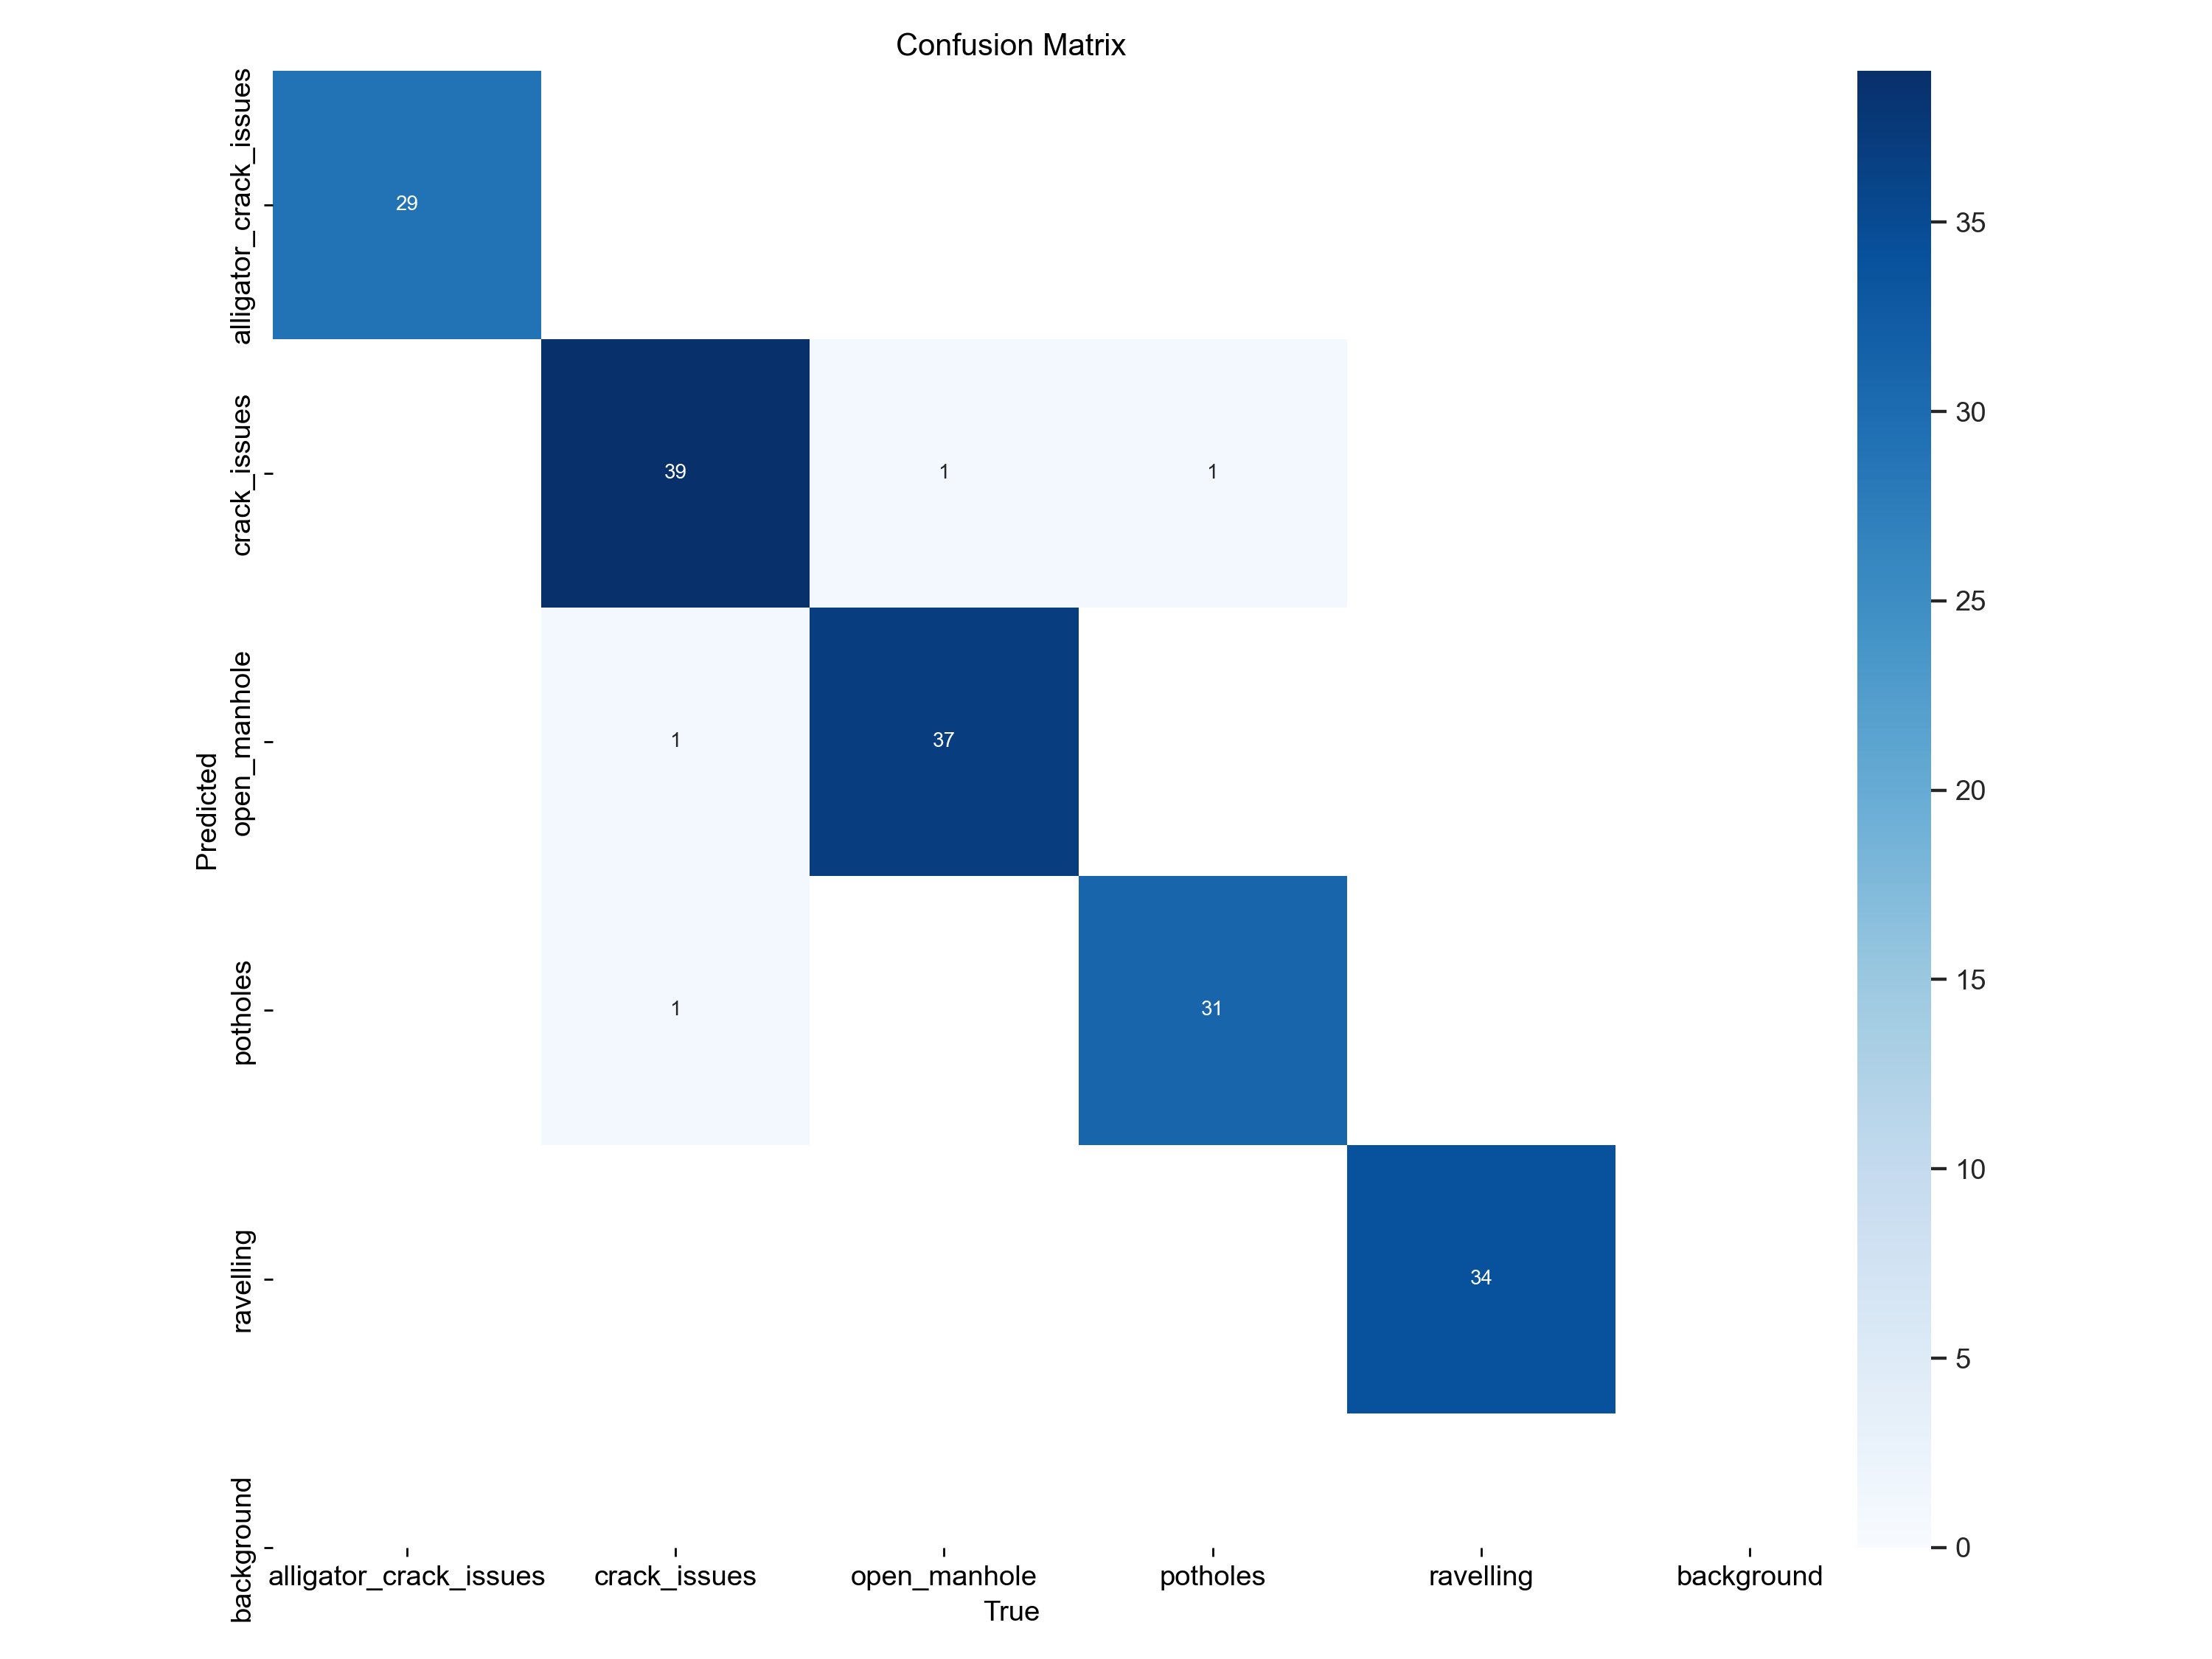 Confusion Matrix
Predicted
alligator_crack_issues
crack_issues
open_manhole
potholes
ravelling
background
29
39 1 1
1 37
1 31
34
alligator_crack_issues crack_issues open_manhole potholes ravelling background
True
35
30
25
20
15
10
5
0